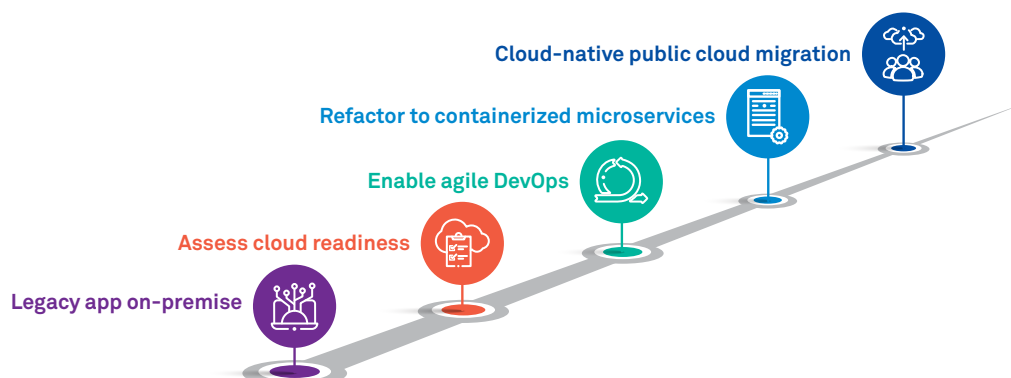 Cloud-native public cloud migration
Refactor to containerized microservices
Enable agile DevOps
Assess cloud readiness
Legacy app on-premise